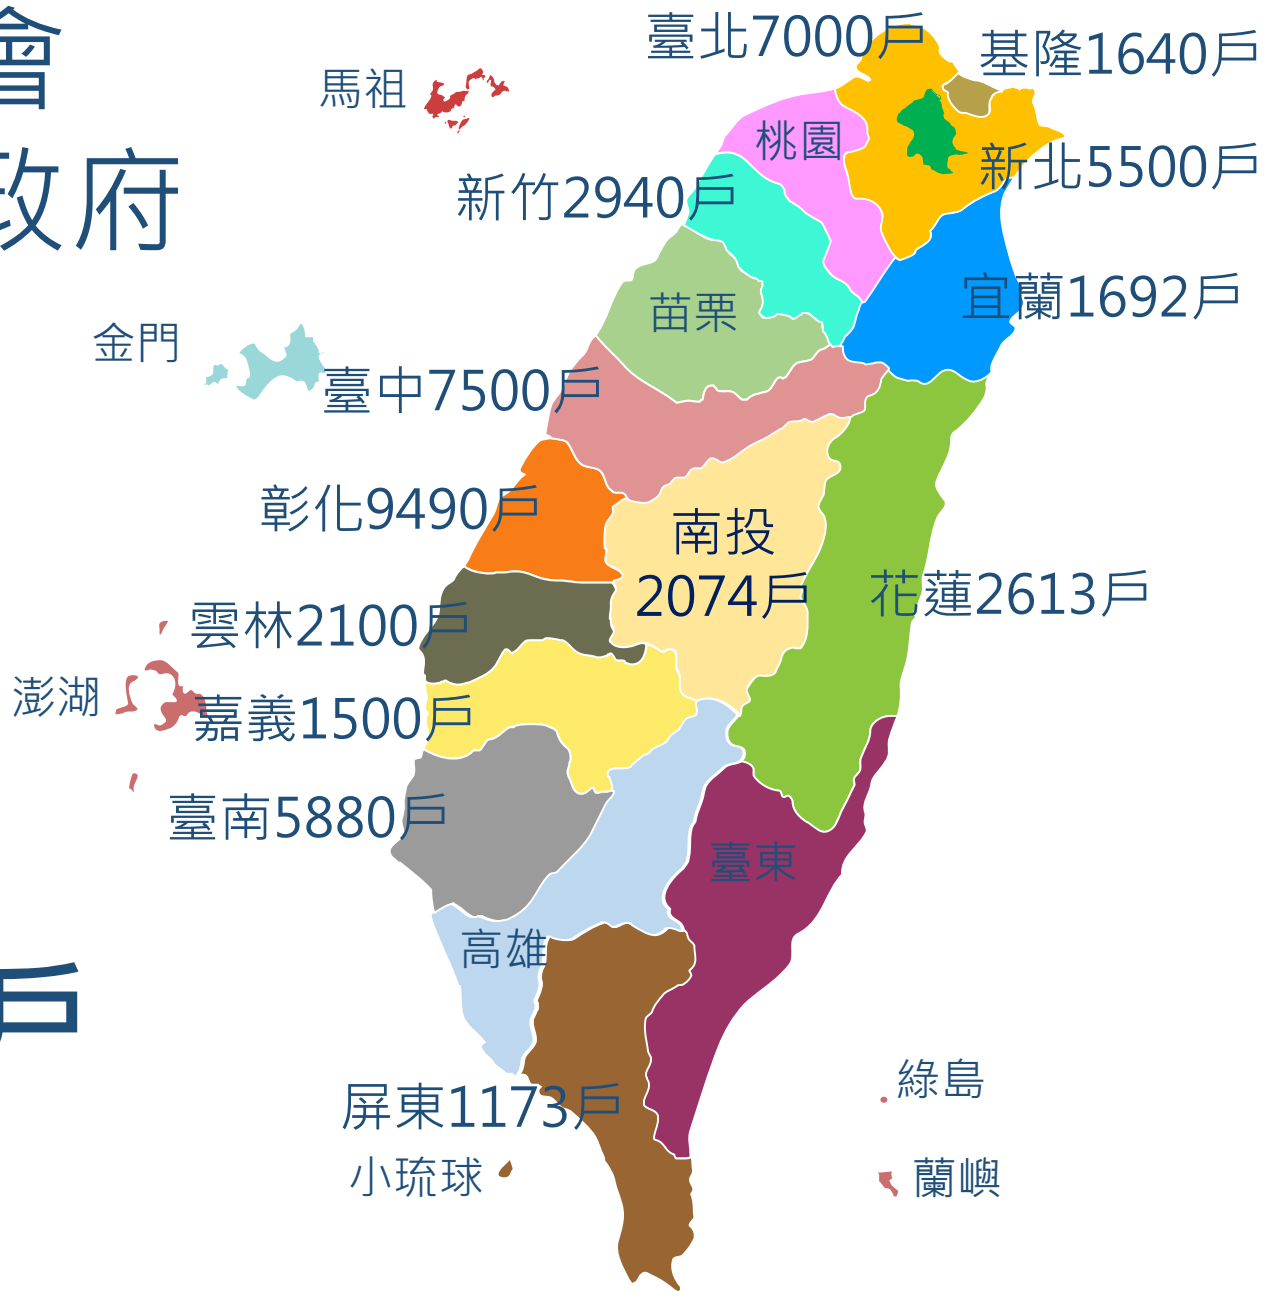 會
政府
戶
臺北7000戶
基隆1640戶
馬祖
桃園
新北5500戶
新竹2940戶
宜蘭1692戶
苗栗
金門
臺中7500戶
彰化9490戶
南投
2074戶
花蓮2613戶
雲林2100戶
澎湖
嘉義1500戶
臺南5880戶
臺東
高雄
屏東1173戶
綠島
小琉球
蘭嶼